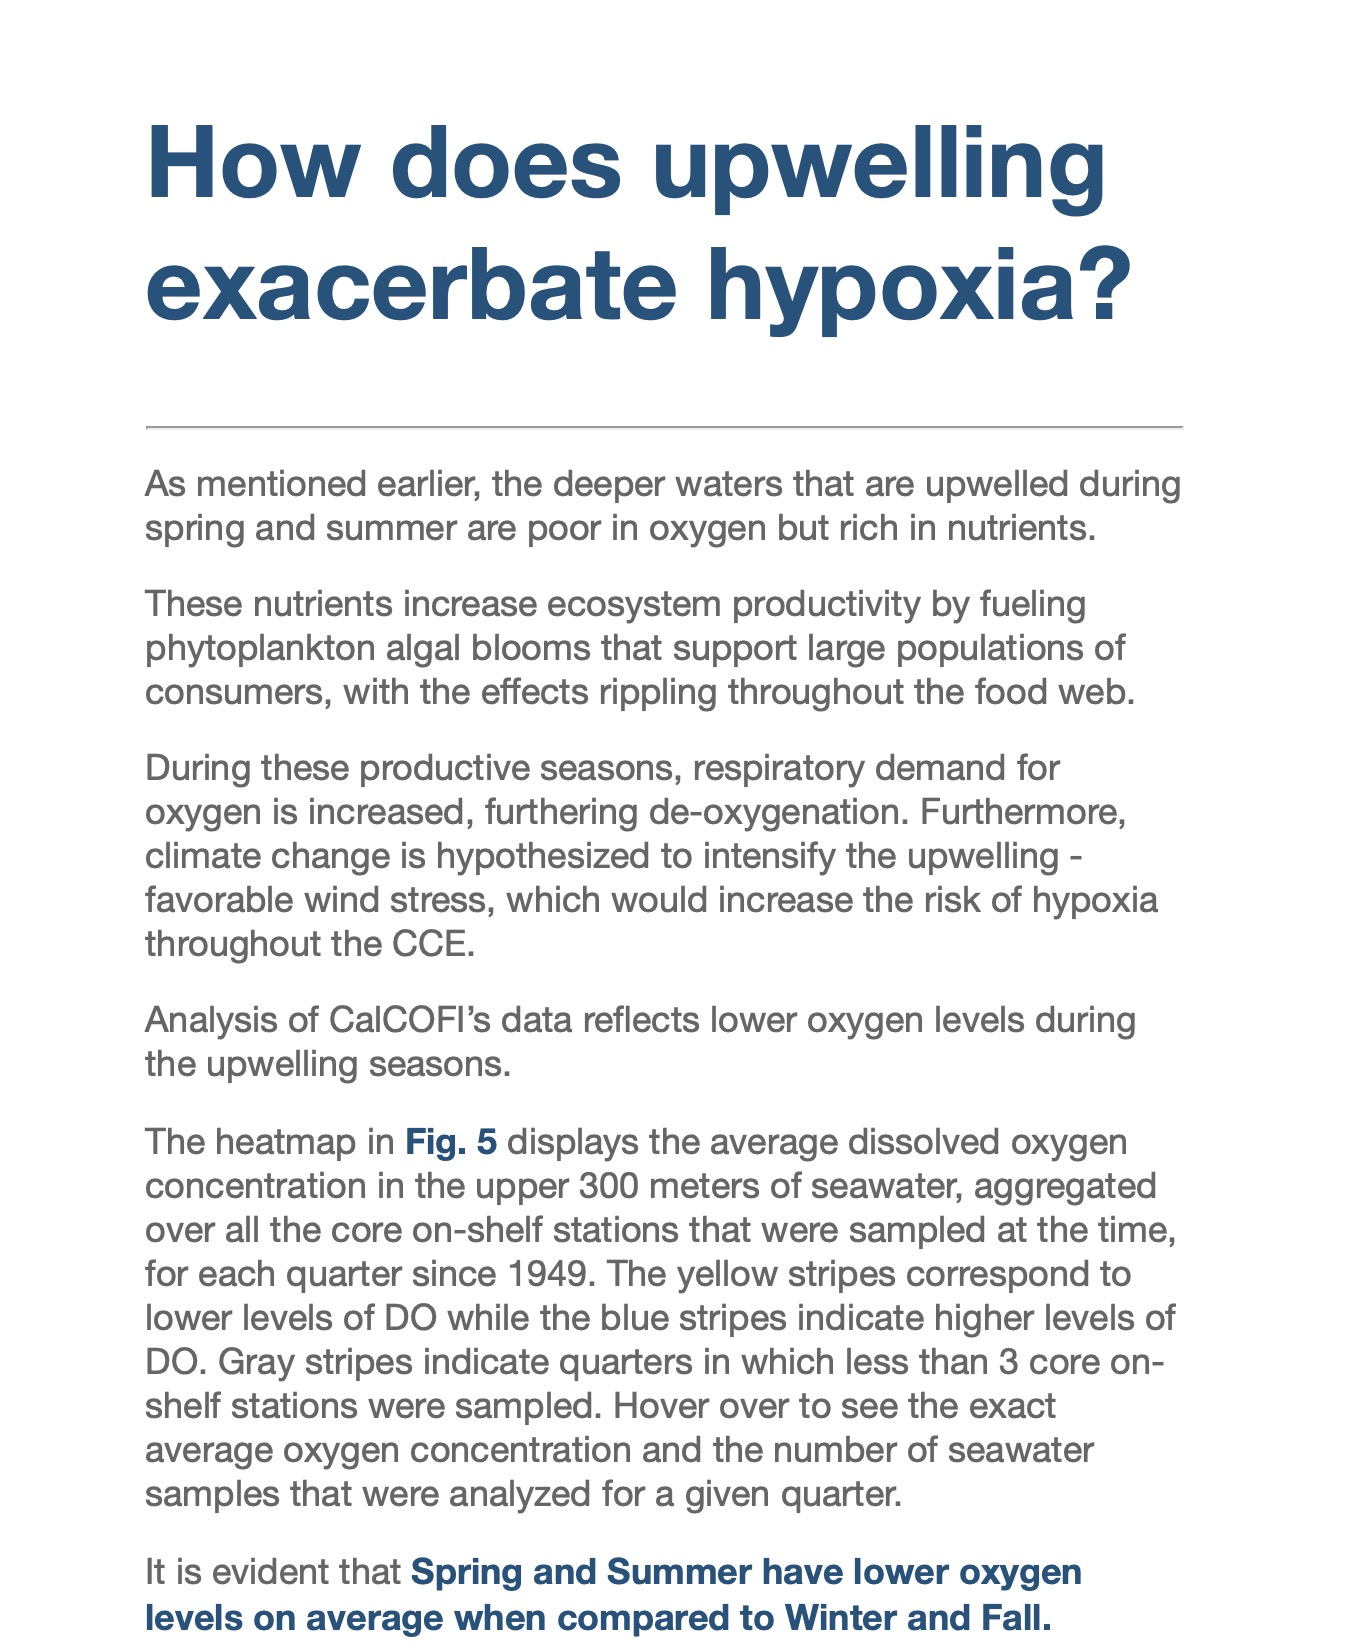 How does upwelling
exacerbate hypoxia?
As mentioned earlier, the deeper waters that are upwelled during
spring and summer are poor in oxygen but rich in nutrients.
These nutrients increase ecosystem productivity by fueling
phytoplankton algal blooms that support large populations of
consumers, with the effects rippling throughout the food web.
During these productive seasons, respiratory demand for
oxygen is increased, furthering de-oxygenation. Furthermore,
climate change is hypothesized to intensify the upwelling -
favorable wind stress, which would increase the risk of hypoxia
throughout the CCE.
Analysis of CalCOFI’s data reflects lower oxygen levels during
the upwelling seasons.
The heatmap in Fig. 5 displays the average dissolved oxygen
concentration in the upper 300 meters of seawater, aggregated
over all the core on-shelf stations that were sampled at the time,
for each quarter since 1949. The yellow stripes correspond to
lower levels of DO while the blue stripes indicate higher levels of
DO. Gray stripes indicate quarters in which less than 3 core on-
shelf stations were sampled. Hover over to see the exact
average oxygen concentration and the number of seawater
samples that were analyzed for a given quarter.
It is evident that Spring and Summer have lower oxygen
levels on average when compared to Winter and Fall.